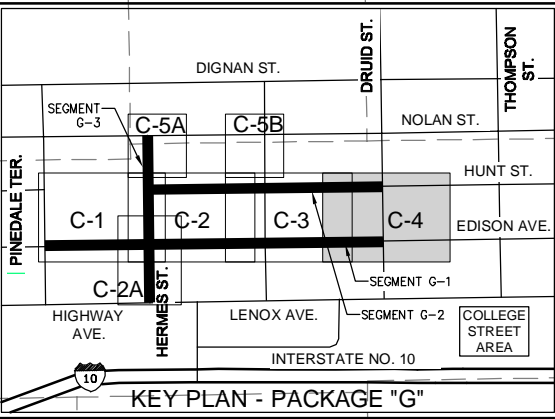 DIGNAN ST.
DRUID ST.
THOMPSON
ST.
SEGMENT
G-3
C-5A
C-5B
NOLAN ST.
PINEDALE TER.
HUNT ST.
C-1
C-2
C-3
C-4
EDISON AVE.
SEGMENT G-1
C-2A
HERMES ST.
HIGHWAY
AVE.
LENOX AVE.
SEGMENT G-2
COLLEGE
STREET
AREA
INTERSTATE NO. 10
10
KEY PLAN - PACKAGE "G"